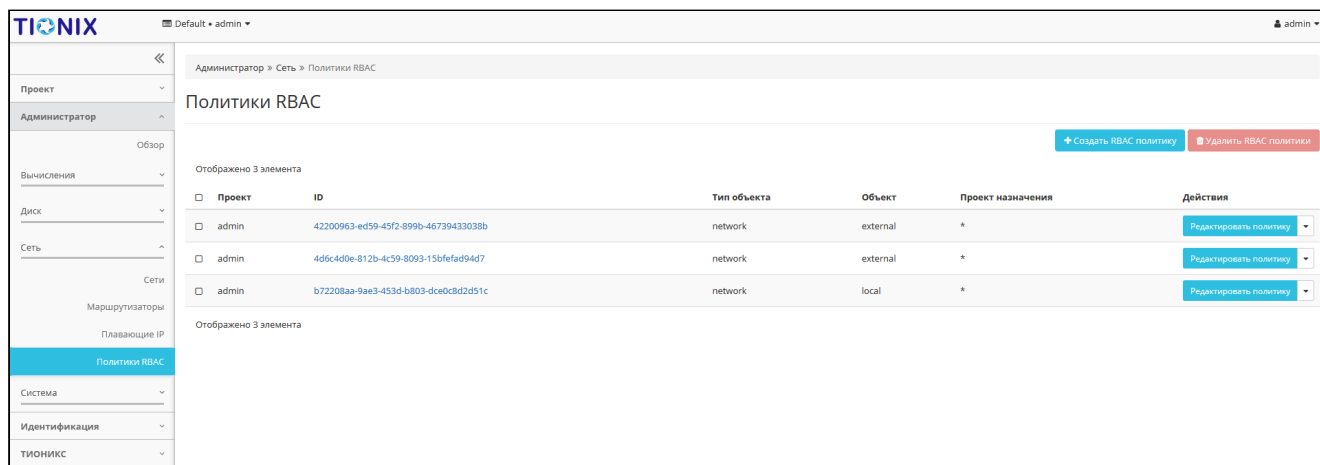 TIONIX
Default • admin
admin
Администратор » Сеть » Политики RBAC
Проект
Администратор
Обзор
Вычисления
Диск
Сеть
Сети
Маршрутизаторы
Плавающие IP
Политики RBAC
Система
Идентификация
ТИОНИКС
Политики RBAC
Создать RBAC политику Удалить RBAC политики
Отображено 3 элемента
Проект ID Тип объекта Объект Проект назначения Действия
admin 42200963-ed59-45f2-899b-46739433038b network external * Редактировать политику
admin 4d6c4d0e-812b-4c59-8093-15bfefad94d7 network external * Редактировать политику
admin b72208aa-9ae3-453d-b803-dce0c8d2d51c network local * Редактировать политику
Отображено 3 элемента